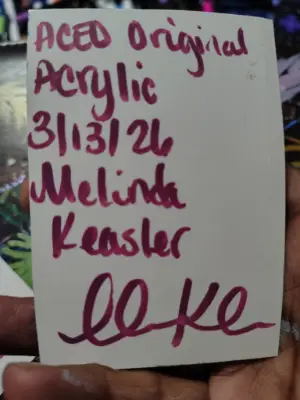 ACEO Original
Acrylic
3/13/26
Melinda
Keasler